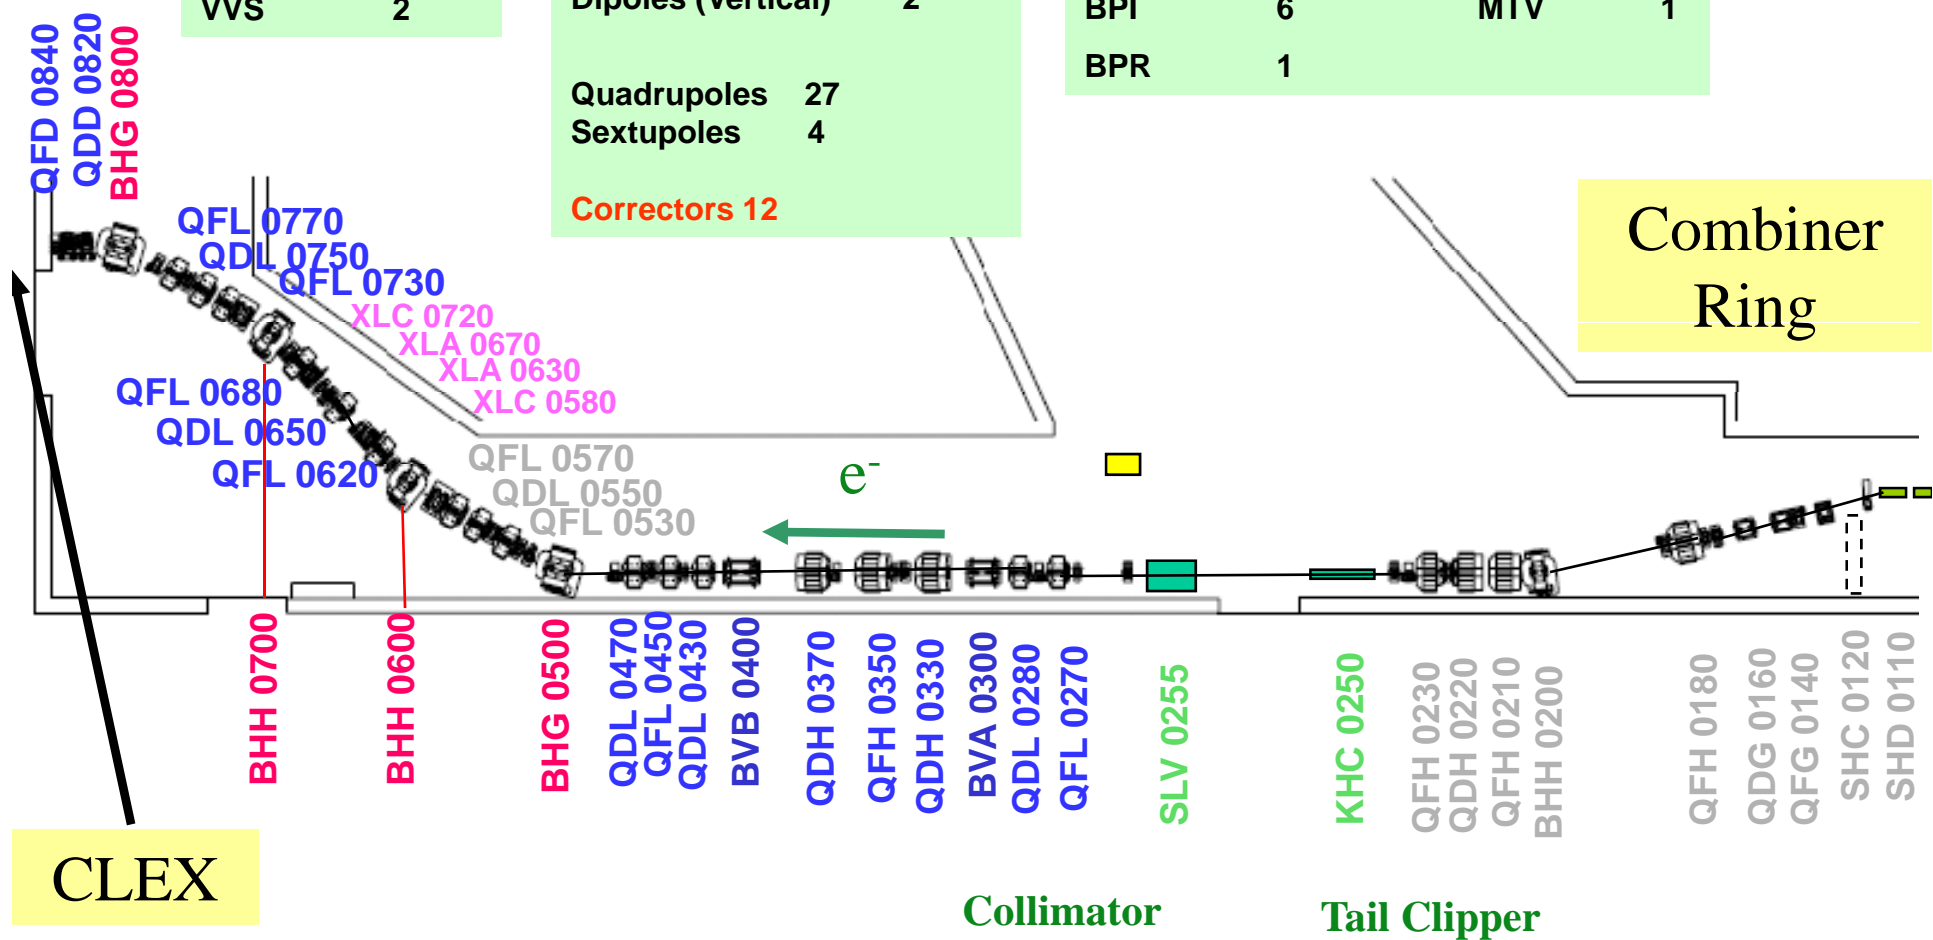 VVS 2
Dipoles (Vertical) 2
BPI 6 MTV 1
BPR 1
Quadrupoles 27
Sextupoles 4
Correctors 12
QFD 0840
QDD 0820
BHG 0800
Combiner
Ring
QFL 0770
QDL 0750
QFL 0730
XLC 0720
XLA 0670
XLA 0630
XLC 0580
QFL 0680
QDL 0650
QFL 0620
QFL 0570
QDL 0550
QFL 0530
e-
BHH 0700
BHH 0600
BHG 0500
QDL 0470
QFL 0450
QDL 0430
BVB 0400
QDH 0370
QFH 0350
QDH 0330
BVA 0300
QDL 0280
QFL 0270
SLV 0255
KHC 0250
QFH 0230
QDH 0220
QFH 0210
BHH 0200
QFH 0180
QDG 0160
QFG 0140
SHC 0120
SHD 0110
CLEX
Collimator
Tail Clipper